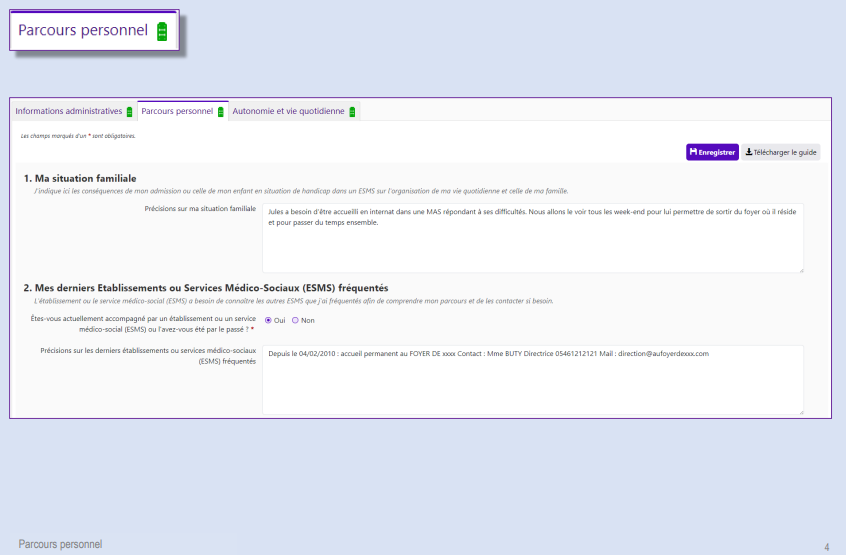 Parcours personnel
Informations administratives
Parcours personnel
Autonomie et vie quotidienne
Les champs marqués d'un * sont obligatoires.
Enregistrer
Télécharger le guide
1. Ma situation familiale
J'indique ici les conséquences de mon admission ou celle de mon enfant en situation de handicap dans un ESMS sur l'organisation de ma vie quotidienne et celle de ma famille.
Précisions sur ma situation familiale
Jules a besoin d'être accueilli en internat dans une MAS répondant à ses difficultés. Nous allons le voir tous les week-end pour lui permettre de sortir du foyer où il réside
et pour passer du temps ensemble.
2. Mes derniers Etablissements ou Services Médico-Sociaux (ESMS) fréquentés
L'établissement ou le service médico-social (ESMS) a besoin de connaître les autres ESMS que j'ai fréquentés afin de comprendre mon parcours et de les contacter si besoin.
Êtes-vous actuellement accompagné par un établissement ou un service
médico-social (ESMS) ou l'avez-vous été par le passé ? *
Oui
Non
Précisions sur les derniers établissements ou services médico-sociaux
(ESMS) fréquentés
Depuis le 04/02/2010 : accueil permanent au FOYER DE xxxx Contact : Mme BUTY Directrice 05461212121 Mail : direction@aufoyerdexxx.com
Parcours personnel
4